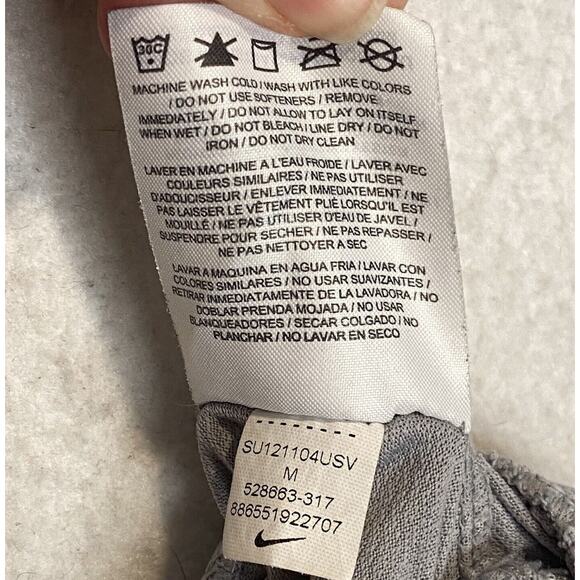 30C
MACHINE WASH COLD / WASH WITH LIKE COLORS
/ DO NOT USE SOFTENERS / REMOVE
IMMEDIATELY / DO NOT ALLOW TO LAY ON ITSELF
WHEN WET / DO NOT BLEACH / LINE DRY / DO NOT
IRON / DO NOT DRY CLEAN
LAVER EN MACHINE A L'EAU FROIDE / LAVER AVEC
COULEURS SIMILAIRES / NE PAS UTILISER
D'ADOUCISSEUR / ENLEVER IMMEDIATEMENT / NE
PAS LAISSER LE VÊTEMENT PLIÉ LORSQU'IL EST
MOUILLÉ / NE PAS UTILISER D'EAU DE JAVEL /
SUSPENDRE POUR SECHER / NE PAS REPASSER /
NE PAS NETTOYER A SEC
LAVAR A MAQUINA EN AGUA FRIA / LAVAR CON
COLORES SIMILARES / NO USAR SUAVIZANTES /
RETIRAR IMMEDIATAMENTE DE LA LAVADORA / NO
DOBLAR PRENDA MOJADA / NO USAR
BLANQUEADORES / SECAR COLGADO / NO
PLANCHAR / NO LAVAR EN SECO
SU121104USV
M
528663-317
886551922707